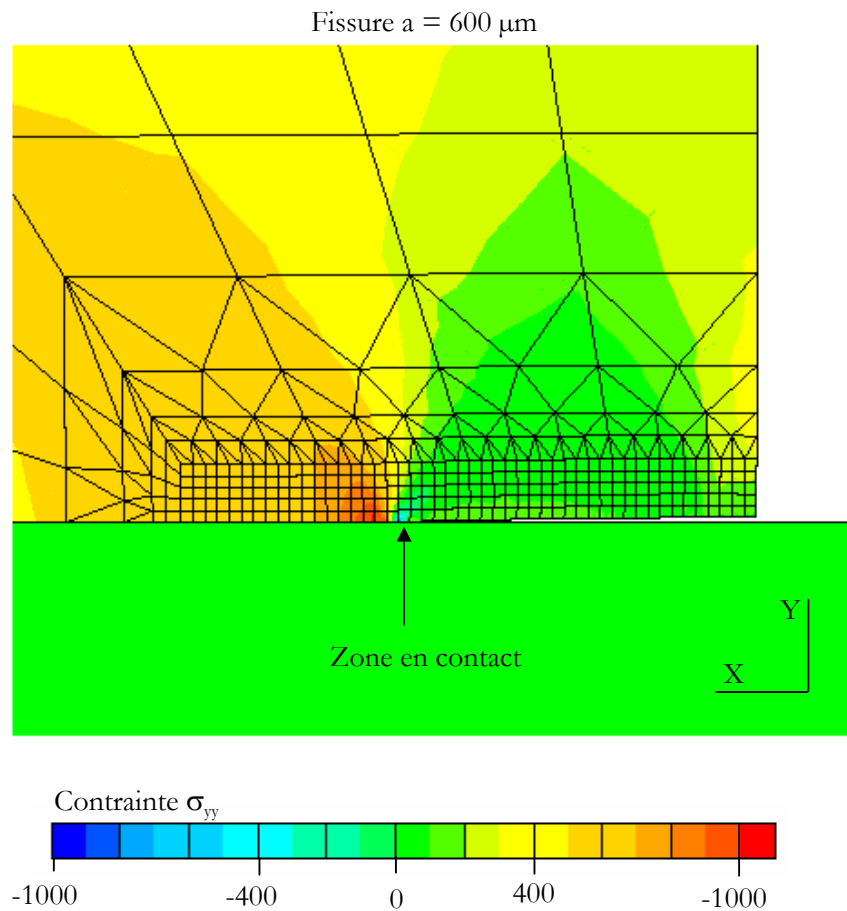 Fissure a = 600 µm
Zone en contact
Y
X
Contrainte σyy
-1000 -400 0 400 -1000